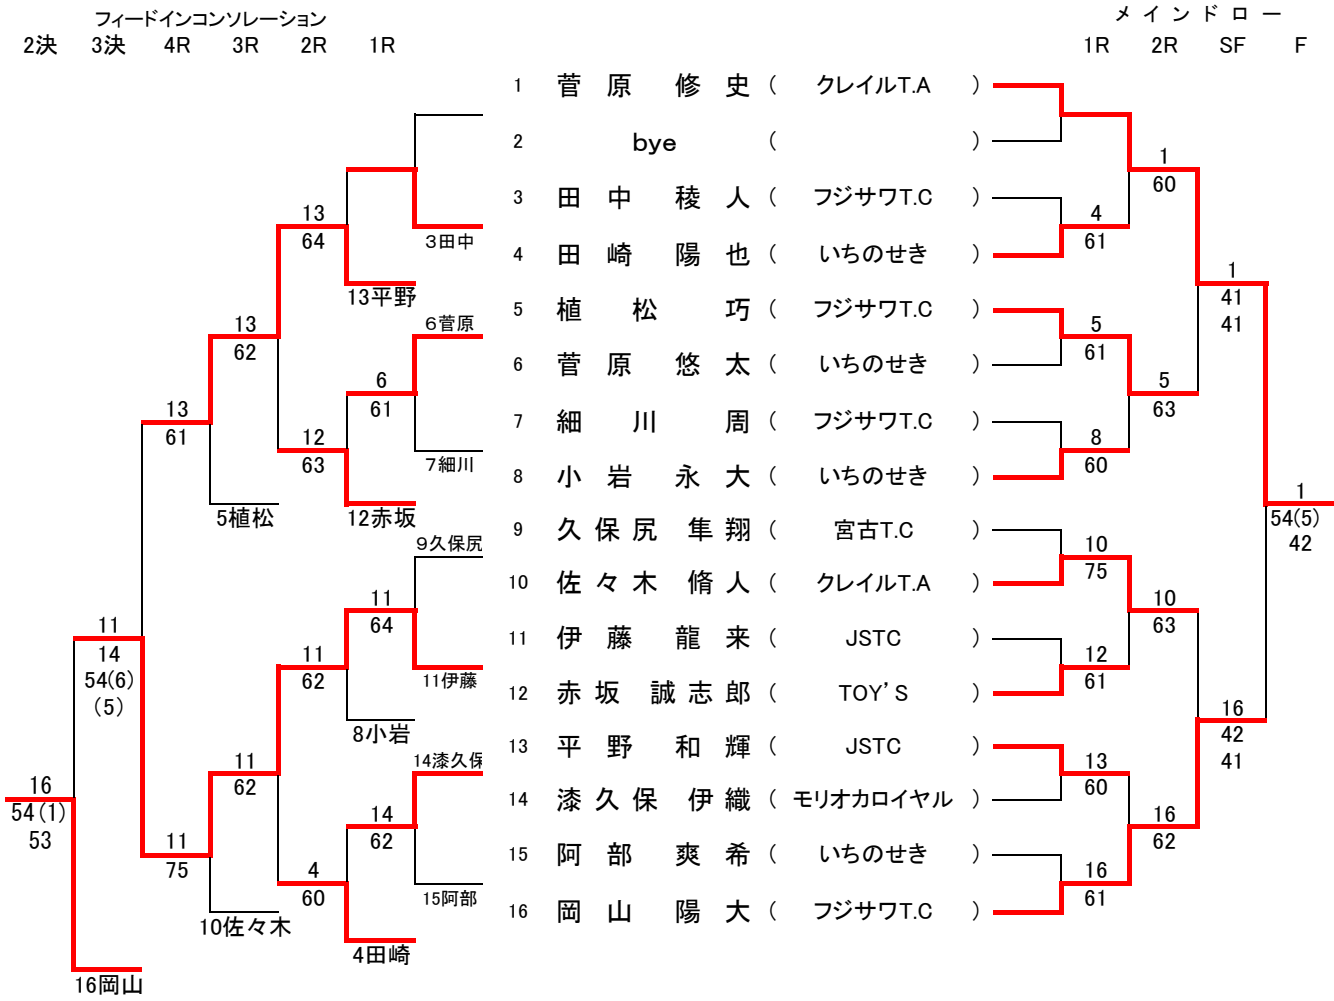 フィードインコンソレーション
メインドロー
2決 3決 4R 3R 2R 1R
1R 2R SF F
1 菅原 修史 ( クレイルT.A )
2 bye ( )
3 田中 稜人 ( フジサワT.C )
4 田崎 陽也 ( いちのせき )
5 植松 巧 ( フジサワT.C )
6 菅原 悠太 ( いちのせき )
7 細川 周 ( フジサワT.C )
8 小岩 永大 ( いちのせき )
9 久保尻 隼翔 ( 宮古T.C )
10 佐々木 脩人 ( クレイルT.A )
11 伊藤 龍来 ( JSTC )
12 赤坂 誠志郎 ( TOY'S )
13 平野 和輝 ( JSTC )
14 漆久保 伊織 ( モリオカロイヤル )
15 阿部 爽希 ( いちのせき )
16 岡山 陽大 ( フジサワT.C )
3田中
13平野
6菅原
7細川
12赤坂
9久保尻
11伊藤
8小岩
14漆久保
15阿部
4田崎
6
61
11
64
14
62
13
64
12
63
11
62
4
60
13
62
5植松
11
62
10佐々木
13
61
11
75
11
14
54(6)
(5)
16
54(1)
53
16岡山
4
61
5
61
8
60
10
75
12
61
13
60
16
61
1
60
5
63
10
63
16
62
1
41
41
16
42
41
1
54(5)
42